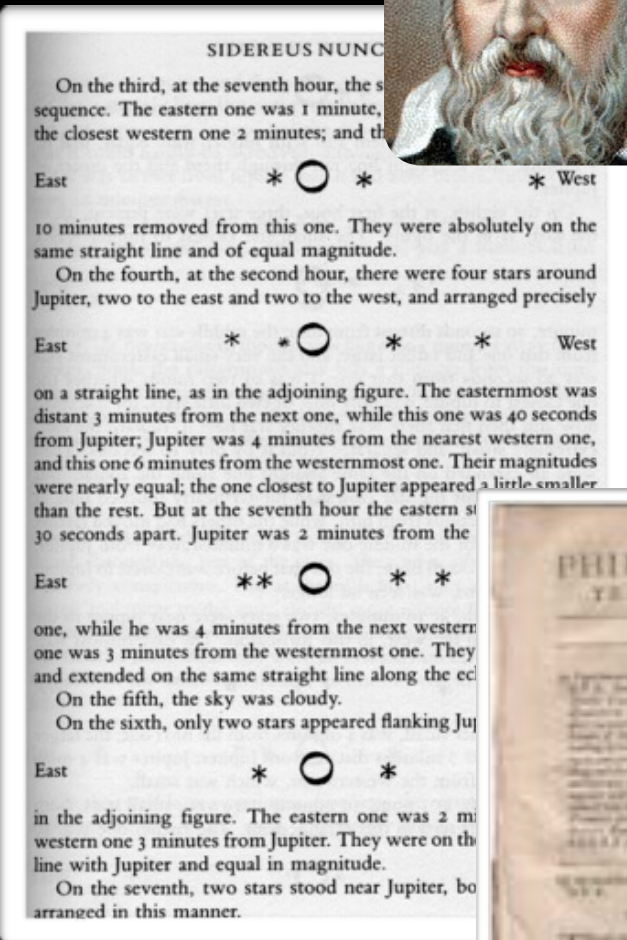 SIDEREUS NUNC
On the third, at the seventh hour, the s
sequence. The eastern one was 1 minute,
the closest western one 2 minutes; and th
East * O * * West
10 minutes removed from this one. They were absolutely on the
same straight line and of equal magnitude.
On the fourth, at the second hour, there were four stars around
Jupiter, two to the east and two to the west, and arranged precisely
East * * O * * West
on a straight line, as in the adjoining figure. The easternmost was
distant 3 minutes from the next one, while this one was 40 seconds
from Jupiter; Jupiter was 4 minutes from the nearest western one,
and this one 6 minutes from the westernmost one. Their magnitudes
were nearly equal; the one closest to Jupiter appeared a little smaller
than the rest. But at the seventh hour the eastern st
30 seconds apart. Jupiter was 2 minutes from the
East ** O * *
one, while he was 4 minutes from the next western
one was 3 minutes from the westernmost one. They
and extended on the same straight line along the ecl
On the fifth, the sky was cloudy.
On the sixth, only two stars appeared flanking Jup
East * O *
in the adjoining figure. The eastern one was 2 mi
western one 3 minutes from Jupiter. They were on the
line with Jupiter and equal in magnitude.
On the seventh, two stars stood near Jupiter, bo
arranged in this manner.
PHI